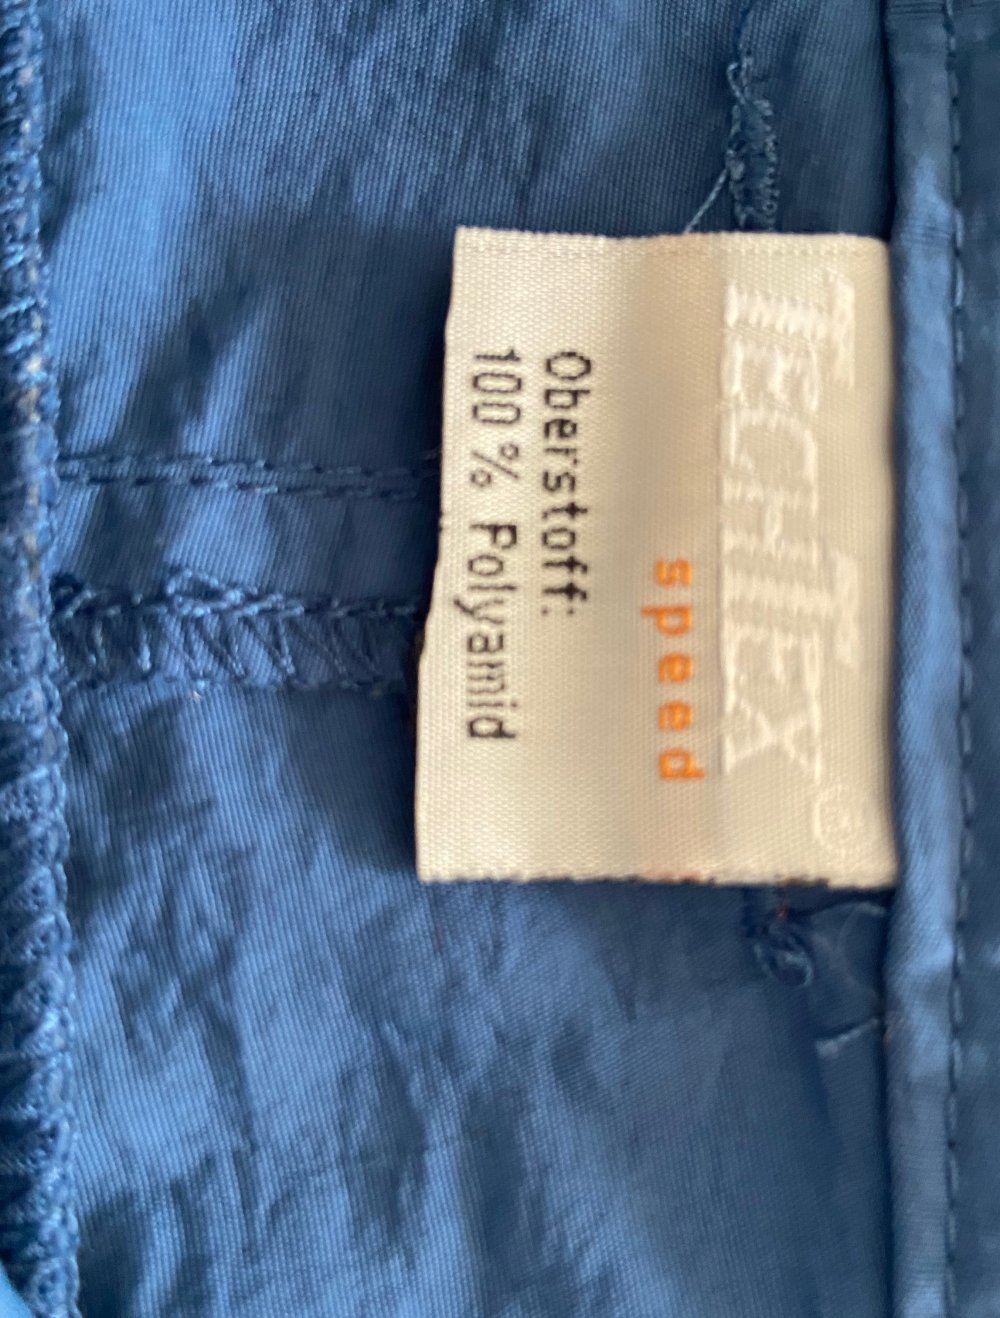 TECHTEX®
speed
Oberstoff:
100 % Polyamid